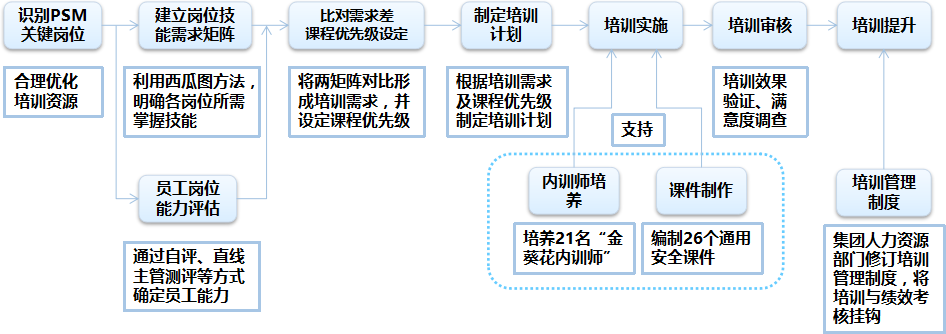 识别PSM
关键岗位
建立岗位技
能需求矩阵
比对需求差
课程优先级设定
制定培训
计划
培训实施
培训审核
培训提升
合理优化
培训资源
利用西瓜图方法，
明确各岗位所需
掌握技能
将两矩阵对比形
成培训需求，并
设定课程优先级
根据培训需求
及课程优先级
制定培训计划
培训效果
验证、满
意度调查
支持
员工岗位
能力评估
内训师培
养
课件制作
培训管理
制度
通过自评、直线
主管测评等方式
确定员工能力
培养21名“金
葵花内训师”
编制26个通用
安全课件
集团人力资源
部门修订培训
管理制度，将
培训与绩效考
核挂钩